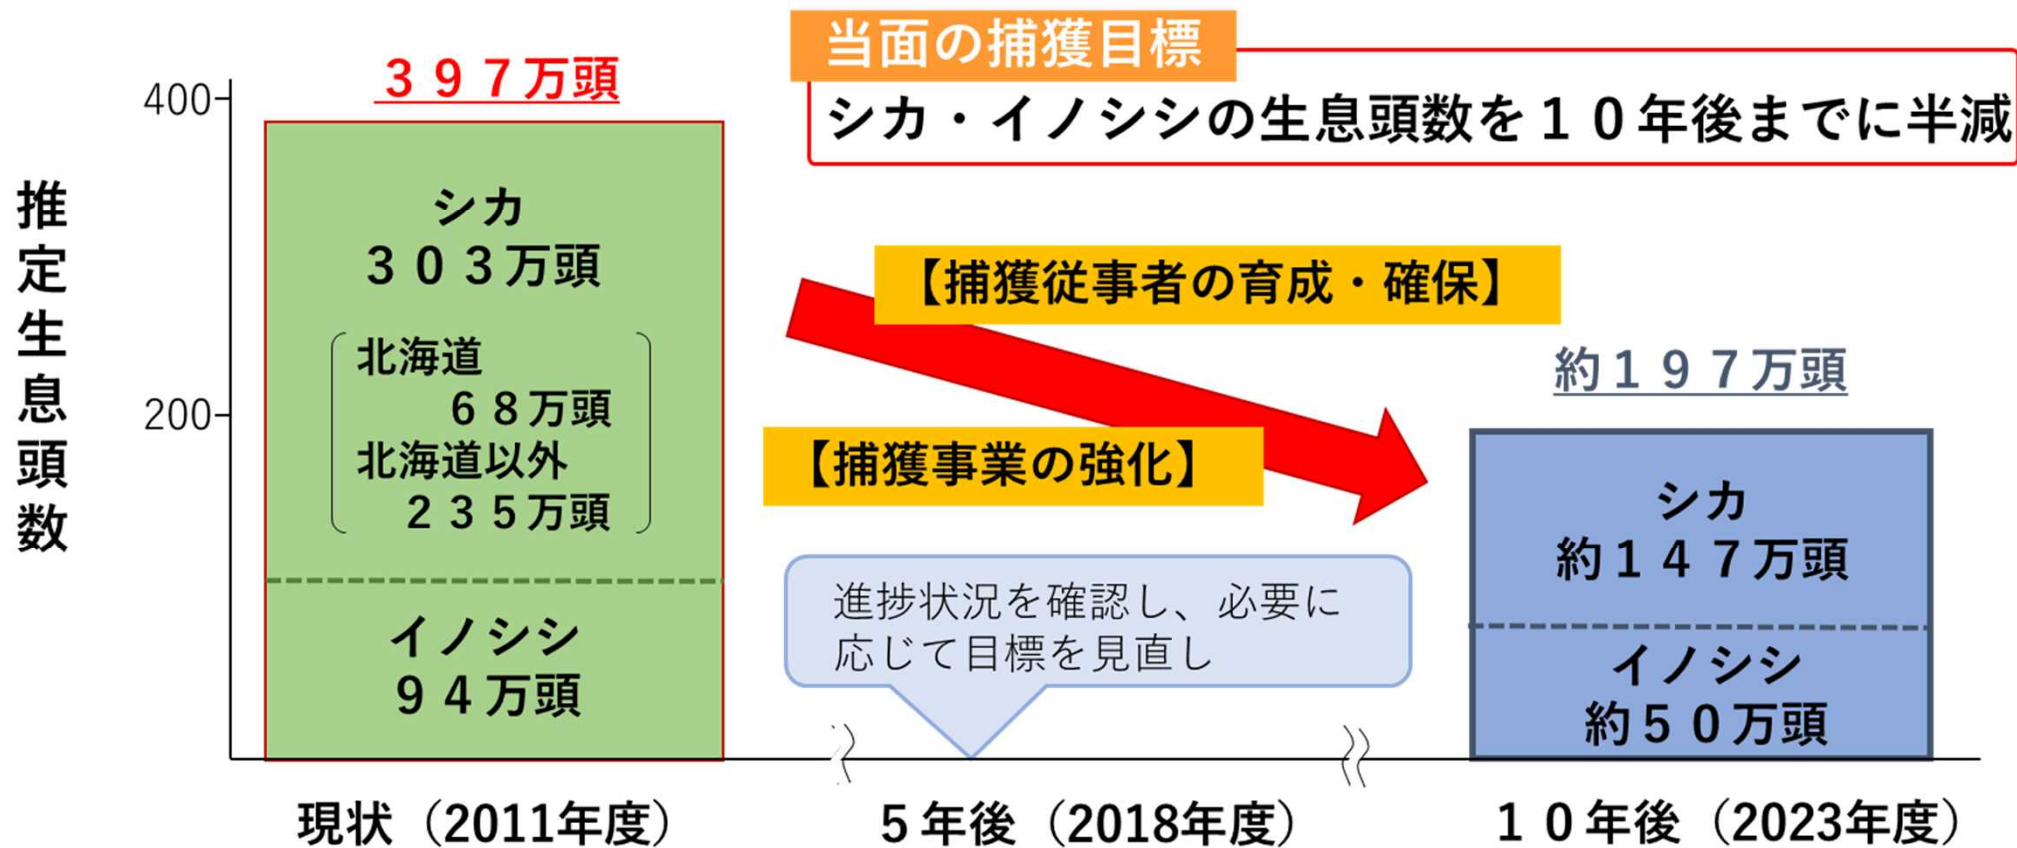 当面の捕獲目標
シカ・イノシシの生息頭数を１０年後までに半減
推定生息頭数
400
200
３９７万頭
シカ
３０３万頭
北海道
６８万頭
北海道以外
２３５万頭
イノシシ
９４万頭
【捕獲従事者の育成・確保】
【捕獲事業の強化】
進捗状況を確認し、必要に
応じて目標を見直し
約１９７万頭
シカ
約１４７万頭
イノシシ
約５０万頭
現状（2011年度）
５年後（2018年度）
１０年後（2023年度）